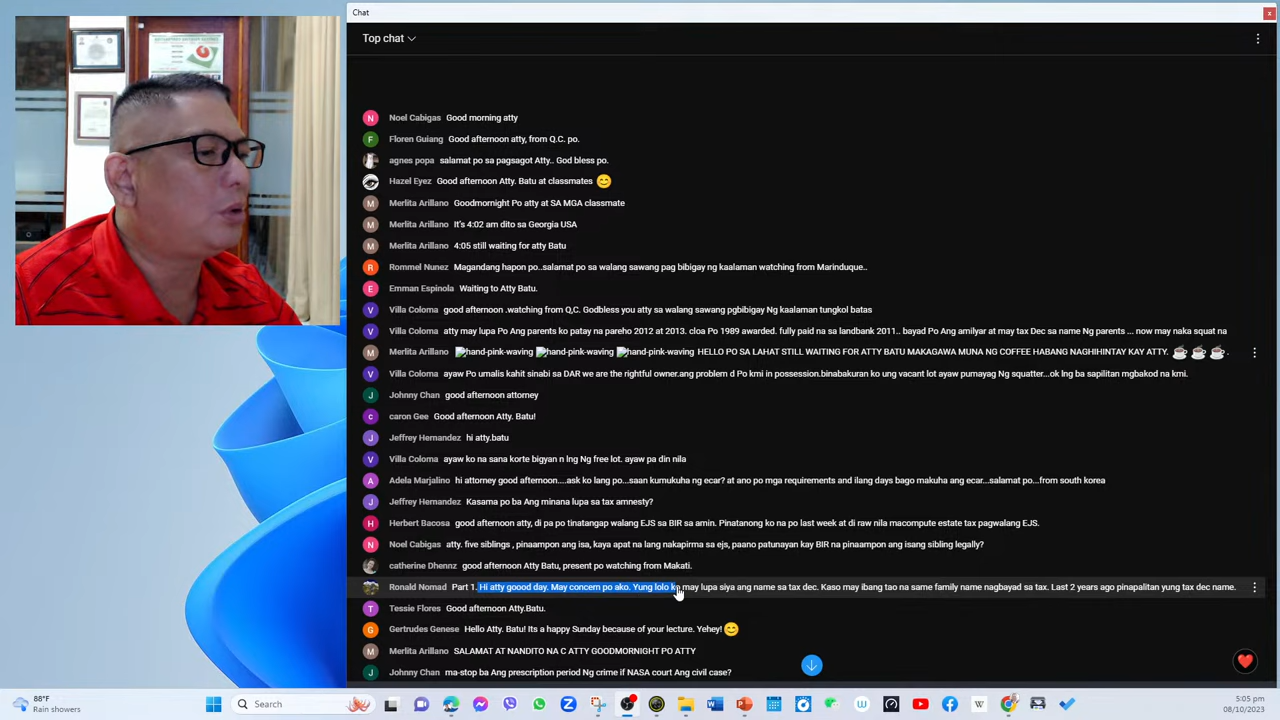 Chat
Top chat
Noel Cabigas Good morning atty
Floren Guiang Good afternoon atty, from Q.C. po.
agnes popa salamat po sa pagsagot Atty.. God bless po.
Hazel Eyez Good afternoon Atty. Batu at classmates
Merlita Arillano Goodmornight Po atty at SA MGA classmate
Merlita Arillano It's 4:02 am dito sa Georgia USA
Merlita Arillano 4:05 still waiting for atty Batu
Rommel Nunez Magandang hapon po..salamat po sa walang sawang pag bibigay ng kaalaman watching from Marinduque..
Emman Espinola Waiting to Atty Batu.
Villa Coloma good afternoon .watching from Q,C. Godbless you atty sa walang sawang pgbibigay Ng kaalaman tungkol batas
Villa Coloma atty may lupa Po Ang parents ko patay na pareho 2012 at 2013. cloa Po 1989 awarded. fully paid na sa landbank 2011.. bayad Po Ang amilyar at may tax Dec sa name Ng parents ... now may naka squat na
Merlita Arillano hand-pink-waving hand-pink-waving hand-pink-waving HELLO PO SA LAHAT STILL WAITING FOR ATTY BATU MAKAGAWA MUNA NG COFFEE HABANG NAGHIHINTAY KAY ATTY. .
Villa Coloma ayaw Po umalis kahit sinabi sa DAR we are the rightful owner.ang problem d Po kmi in possession.binabakuran ko ung vacant lot ayaw pumayag Ng squatter...ok lng ba sapilitan mgbakod na kmi.
Johnny Chan good afternoon attorney
caron Gee Good afternoon Atty. Batu!
Jeffrey Hernandez hi atty.batu
Villa Coloma ayaw ko na sana korte bigyan n lng Ng free lot. ayaw pa din nila
Adela Marjalino hi attorney good afternoon....ask ko lang po...saan kumukuha ng ecar? at ano po mga requirements and ilang days bago makuha ang ecar...salamat po...from south korea
Jeffrey Hernandez Kasama po ba Ang minana lupa sa tax amnesty?
Herbert Bacosa good afternoon atty, di pa po tinatangap walang EJS sa BIR sa amin. Pinatanong ko na po last week at di raw nila macompute estate tax pagwalang EJS.
Noel Cabigas atty. five siblings , pinaampon ang isa, kaya apat na lang nakapirma sa ejs, paano patunayan kay BIR na pinaampon ang isang sibling legally?
catherine Dhennz good afternoon Atty Batu, present po watching from Makati.
Ronald Nomad Part 1. Hi atty goood day. May concern po ako. Yung lolo ko may lupa siya ang name sa tax dec. Kaso may ibang tao na same family name nagbayad sa tax. Last 2 years ago pinapalitan yung tax dec name.
Tessie Flores Good afternoon Atty.Batu.
Gertrudes Genese Hello Atty. Batu! Its a happy Sunday because of your lecture. Yehey!
Merlita Arillano SALAMAT AT NANDITO NA C ATTY GOODMORNIGHT PO ATTY
Johnny Chan ma-stop ba Ang prescription period Ng crime if NASA court Ang civil case?
88°F
Rain showers
Search
5:05 pm
08/10/2023